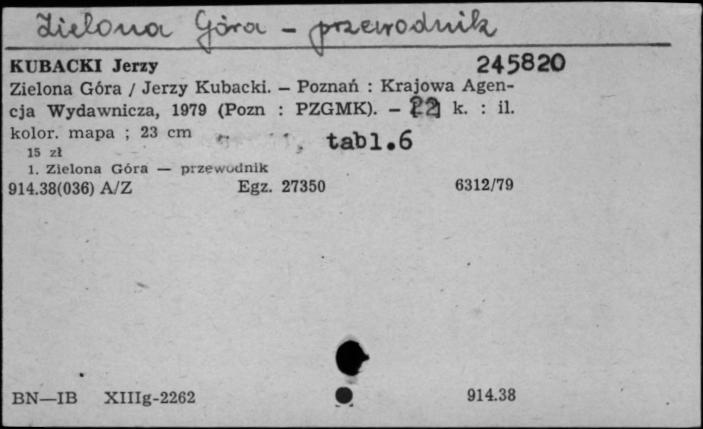 Zielona Góra – przewodnik
KUBACKI Jerzy 245820
Zielona Góra / Jerzy Kubacki. — Poznań : Krajowa Agen-
cja Wydawnicza, 1979 (Pozn : PZGMK). — k. : il.
kolor. mapa ; 23 cm tabl.6
15 zł
1. Zielona Góra — przewodnik
914.38(036) A/Z Egz. 27350 6312/79
BN—IB XIIIg-2262 914.38